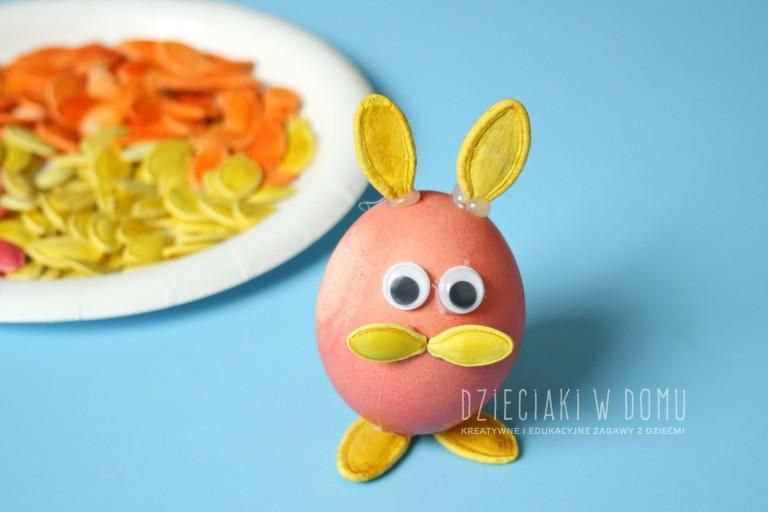 DZIECIAKI W DOMU
KREATYWNE I EDUKACYJNE ZABAWY Z DZIEĆMI